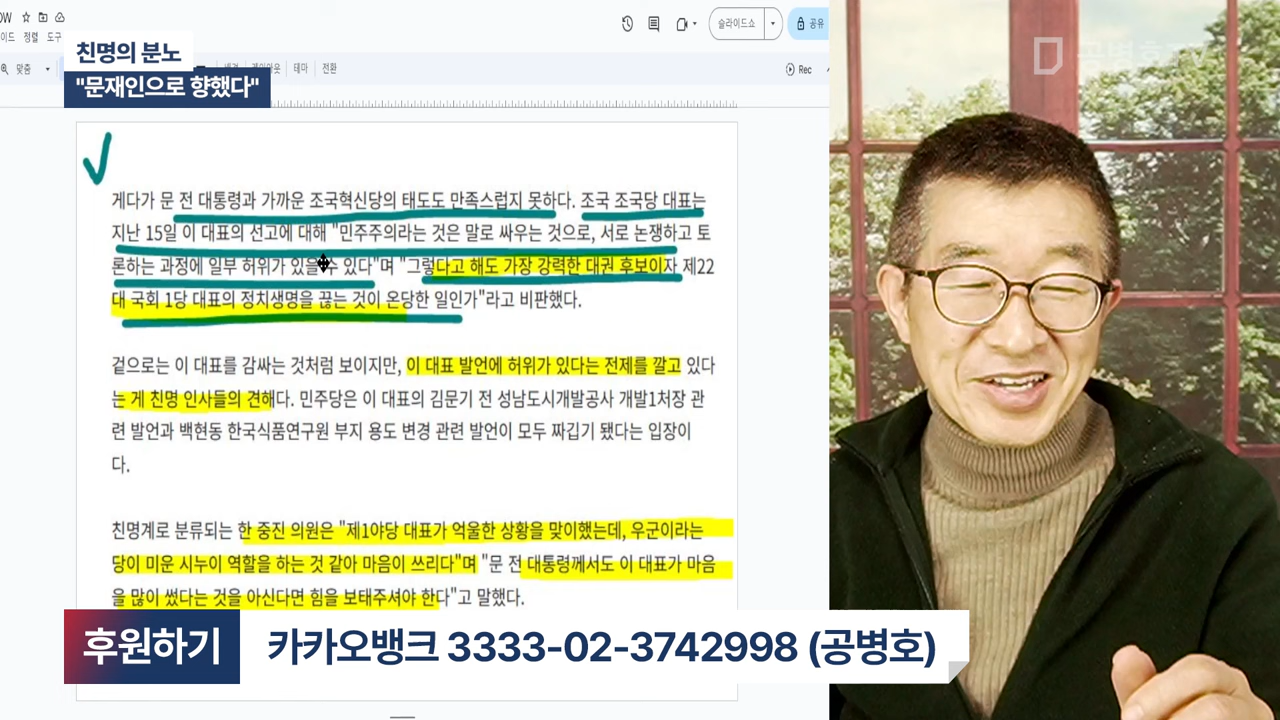 OW
이드 정렬 도구
슬라이드쇼
공유
맞춤
테마 전환
Rec
친명의 분노
"문재인으로 향했다"
공병호TV
게다가 문 전 대통령과 가까운 조국혁신당의 태도도 만족스럽지 못하다. 조국 조국당 대표는
지난 15일 이 대표의 선고에 대해 "민주주의라는 것은 말로 싸우는 것으로, 서로 논쟁하고 토
론하는 과정에 일부 허위가 있을 수 있다"며 "그렇다고 해도 가장 강력한 대권 후보이자 제22
대 국회 1당 대표의 정치생명을 끊는 것이 온당한 일인가"라고 비판했다.
겉으로는 이 대표를 감싸는 것처럼 보이지만, 이 대표 발언에 허위가 있다는 전제를 깔고 있다
는 게 친명 인사들의 견해다. 민주당은 이 대표의 김문기 전 성남도시개발공사 개발1처장 관
련 발언과 백현동 한국식품연구원 부지 용도 변경 관련 발언이 모두 짜깁기 됐다는 입장이
다.
친명계로 분류되는 한 중진 의원은 "제1야당 대표가 억울한 상황을 맞이했는데, 우군이라는
당이 미운 시누이 역할을 하는 것 같아 마음이 쓰리다"며 "문 전 대통령께서도 이 대표가 마음
을 많이 썼다는 것을 아신다면 힘을 보태주셔야 한다"고 말했다.
후원하기 카카오뱅크 3333-02-3742998 (공병호)